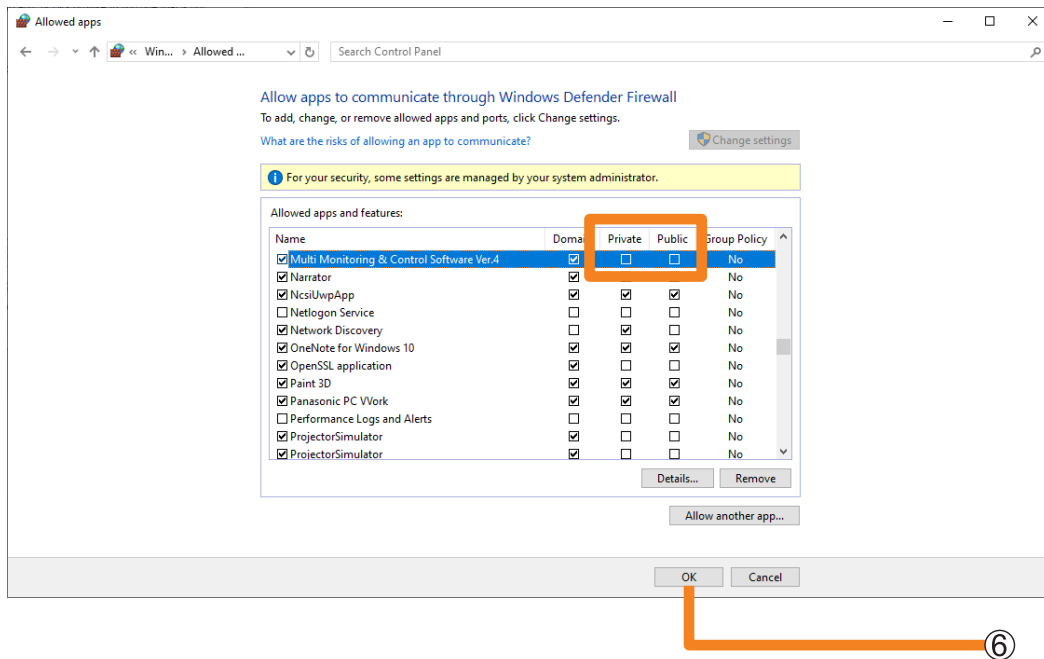 Allowed apps
« Win... > Allowed ...
Search Control Panel
Allow apps to communicate through Windows Defender Firewall
To add, change, or remove allowed apps and ports, click Change settings.
What are the risks of allowing an app to communicate?
Change settings
For your security, some settings are managed by your system administrator.
Allowed apps and features:
Name Domai Private Public Group Policy
Multi Monitoring & Control Software Ver.4 No
Narrator No
NcsiUwpApp No
Netlogon Service No
Network Discovery No
OneNote for Windows 10 No
OpenSSL application No
Paint 3D No
Panasonic PC VVork No
Performance Logs and Alerts No
ProjectorSimulator No
ProjectorSimulator No
Details... Remove
Allow another app...
OK Cancel
⑥